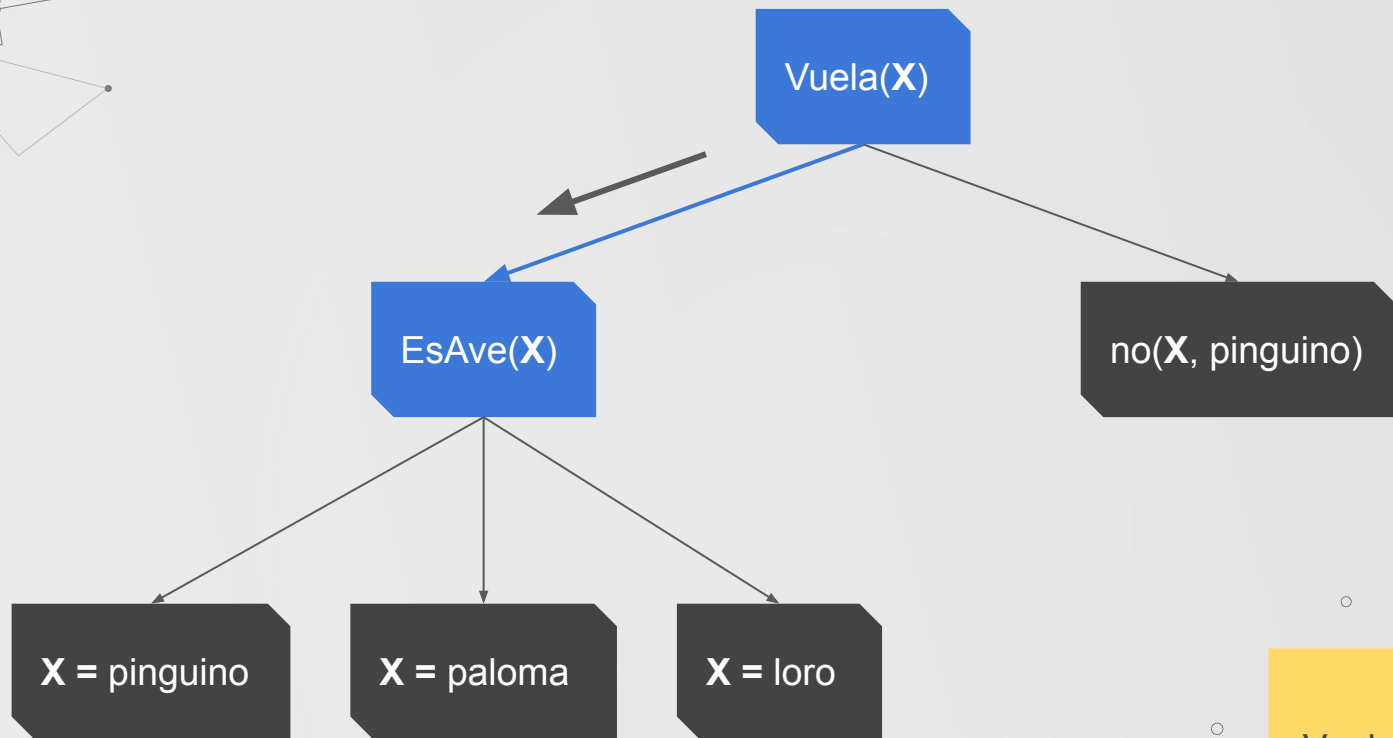 Vuela(X)
EsAve(X)
no(X, pinguino)
X = pinguino
X = paloma
X = loro